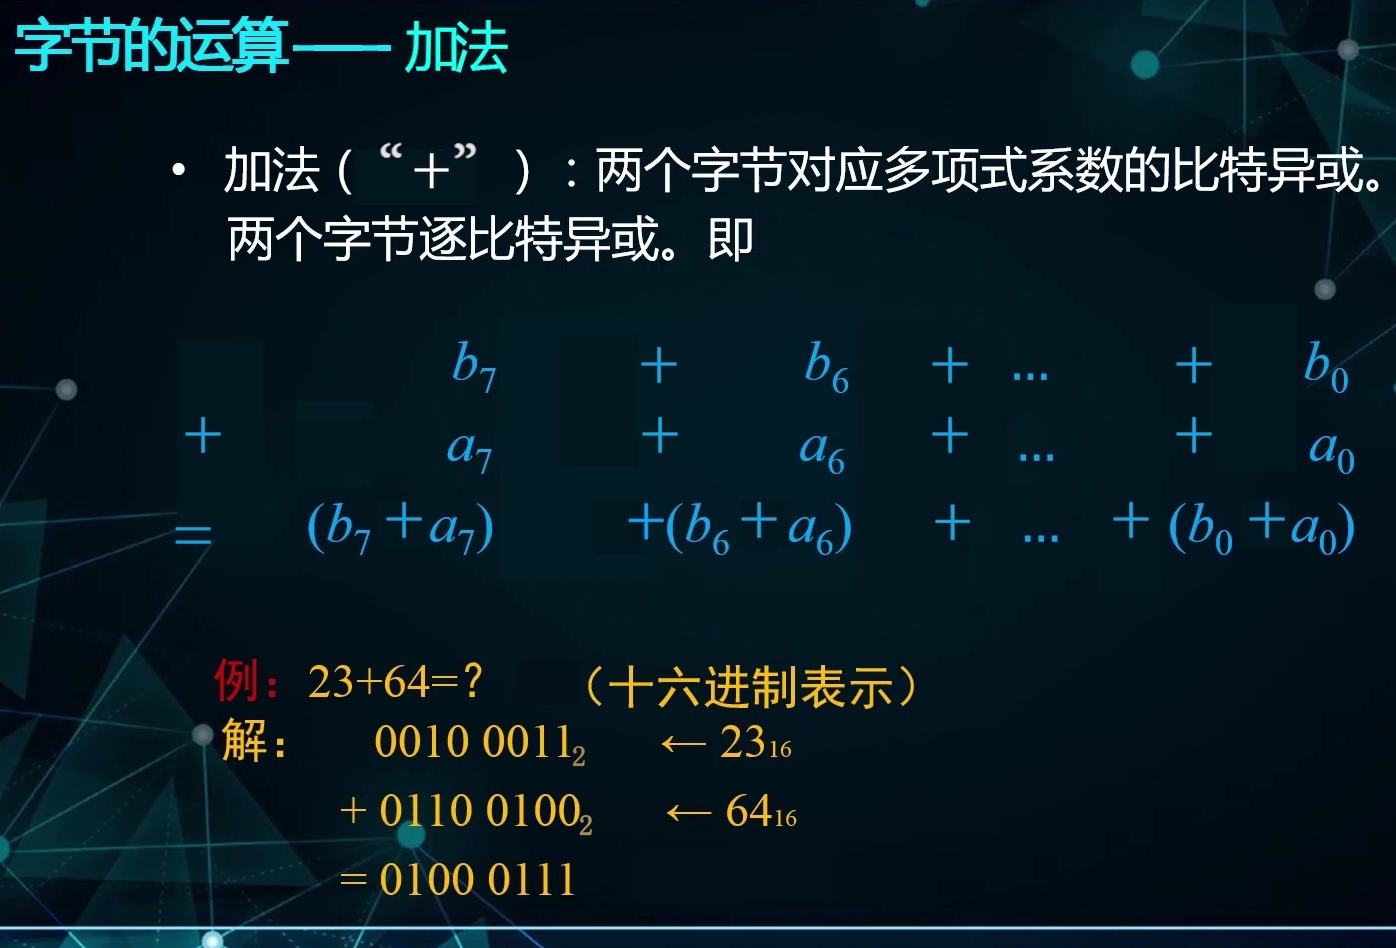 字节的运算—— 加法
• 加法（“＋”）：两个字节对应多项式系数的比特异或。
两个字节逐比特异或。即
b7 + b6 + … + b0
+ a7 + a6 + … + a0
= (b7+a7) +(b6+a6) + … + (b0+a0)
例：23+64=？ （十六进制表示）
解： 0010 0011₂ ← 23₁₆
+ 0110 0100₂ ← 64₁₆
= 0100 0111